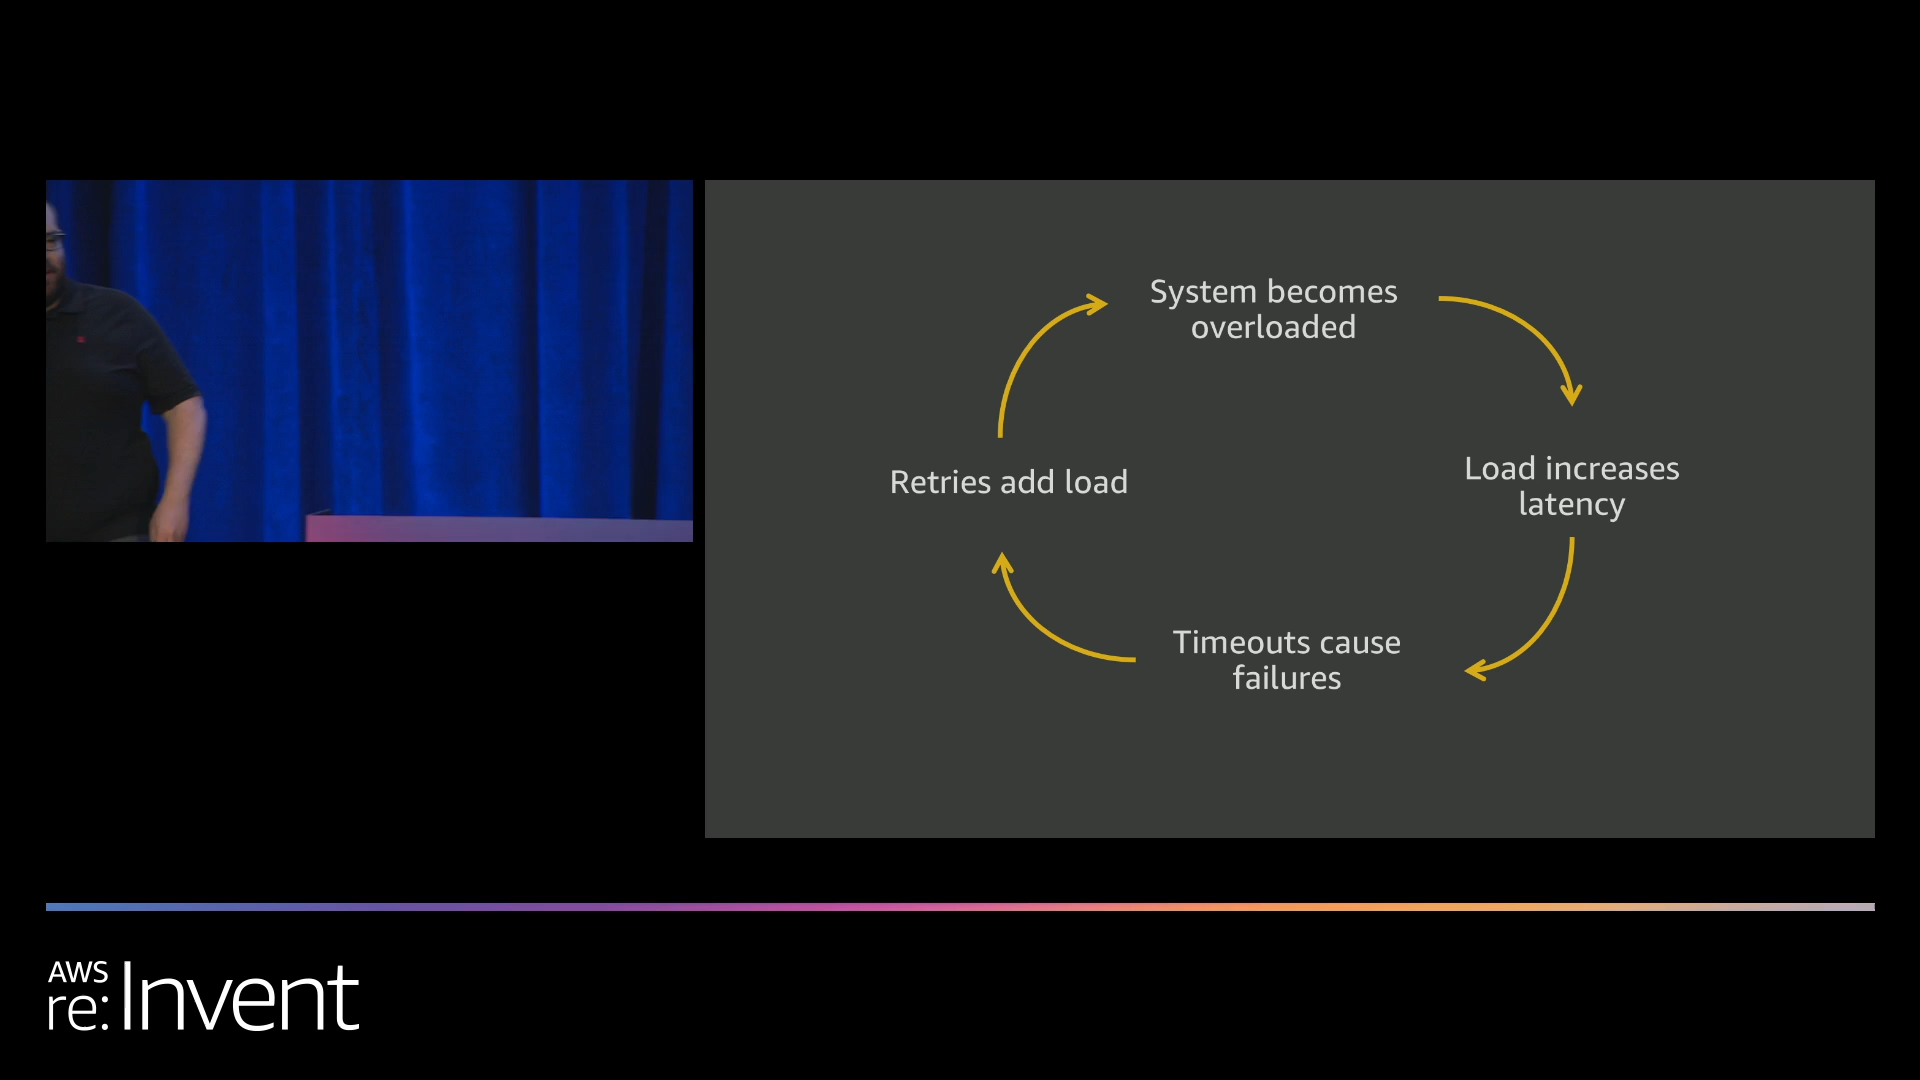 System becomes
overloaded
Load increases
latency
Timeouts cause
failures
Retries add load
AWS
re:Invent